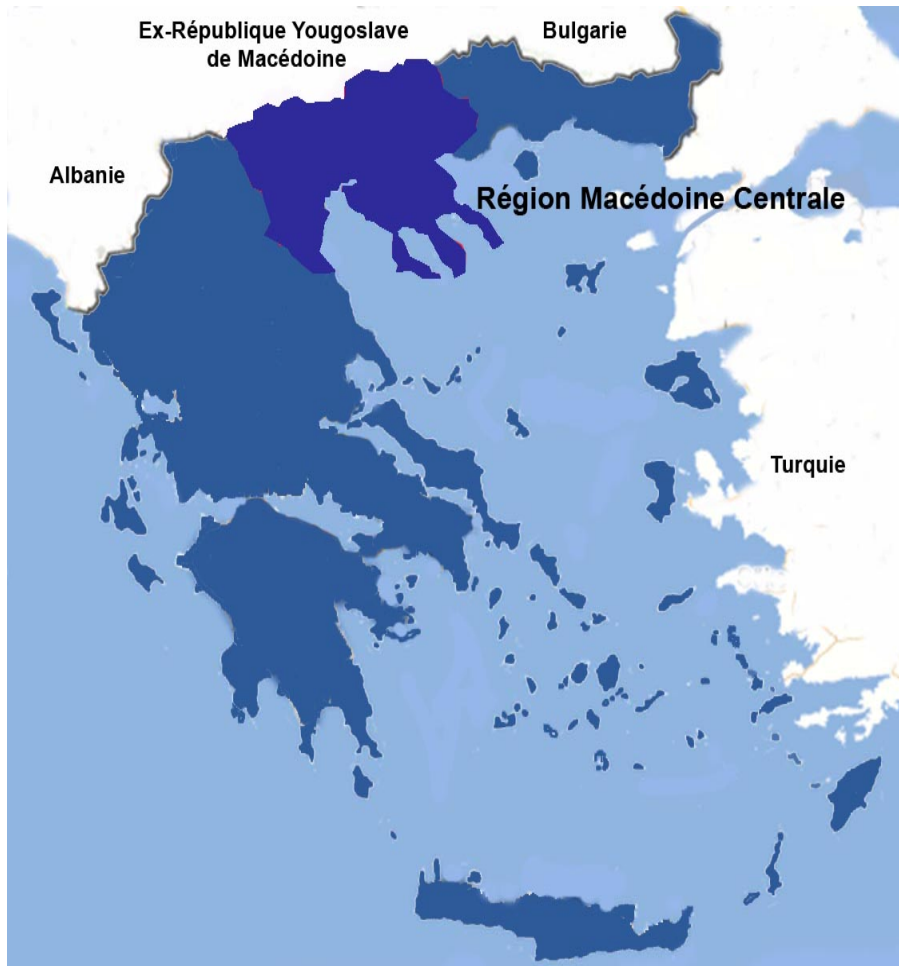 Ex-République Yougoslave
de Macédoine
Bulgarie
Albanie
Région Macédoine Centrale
Turquie